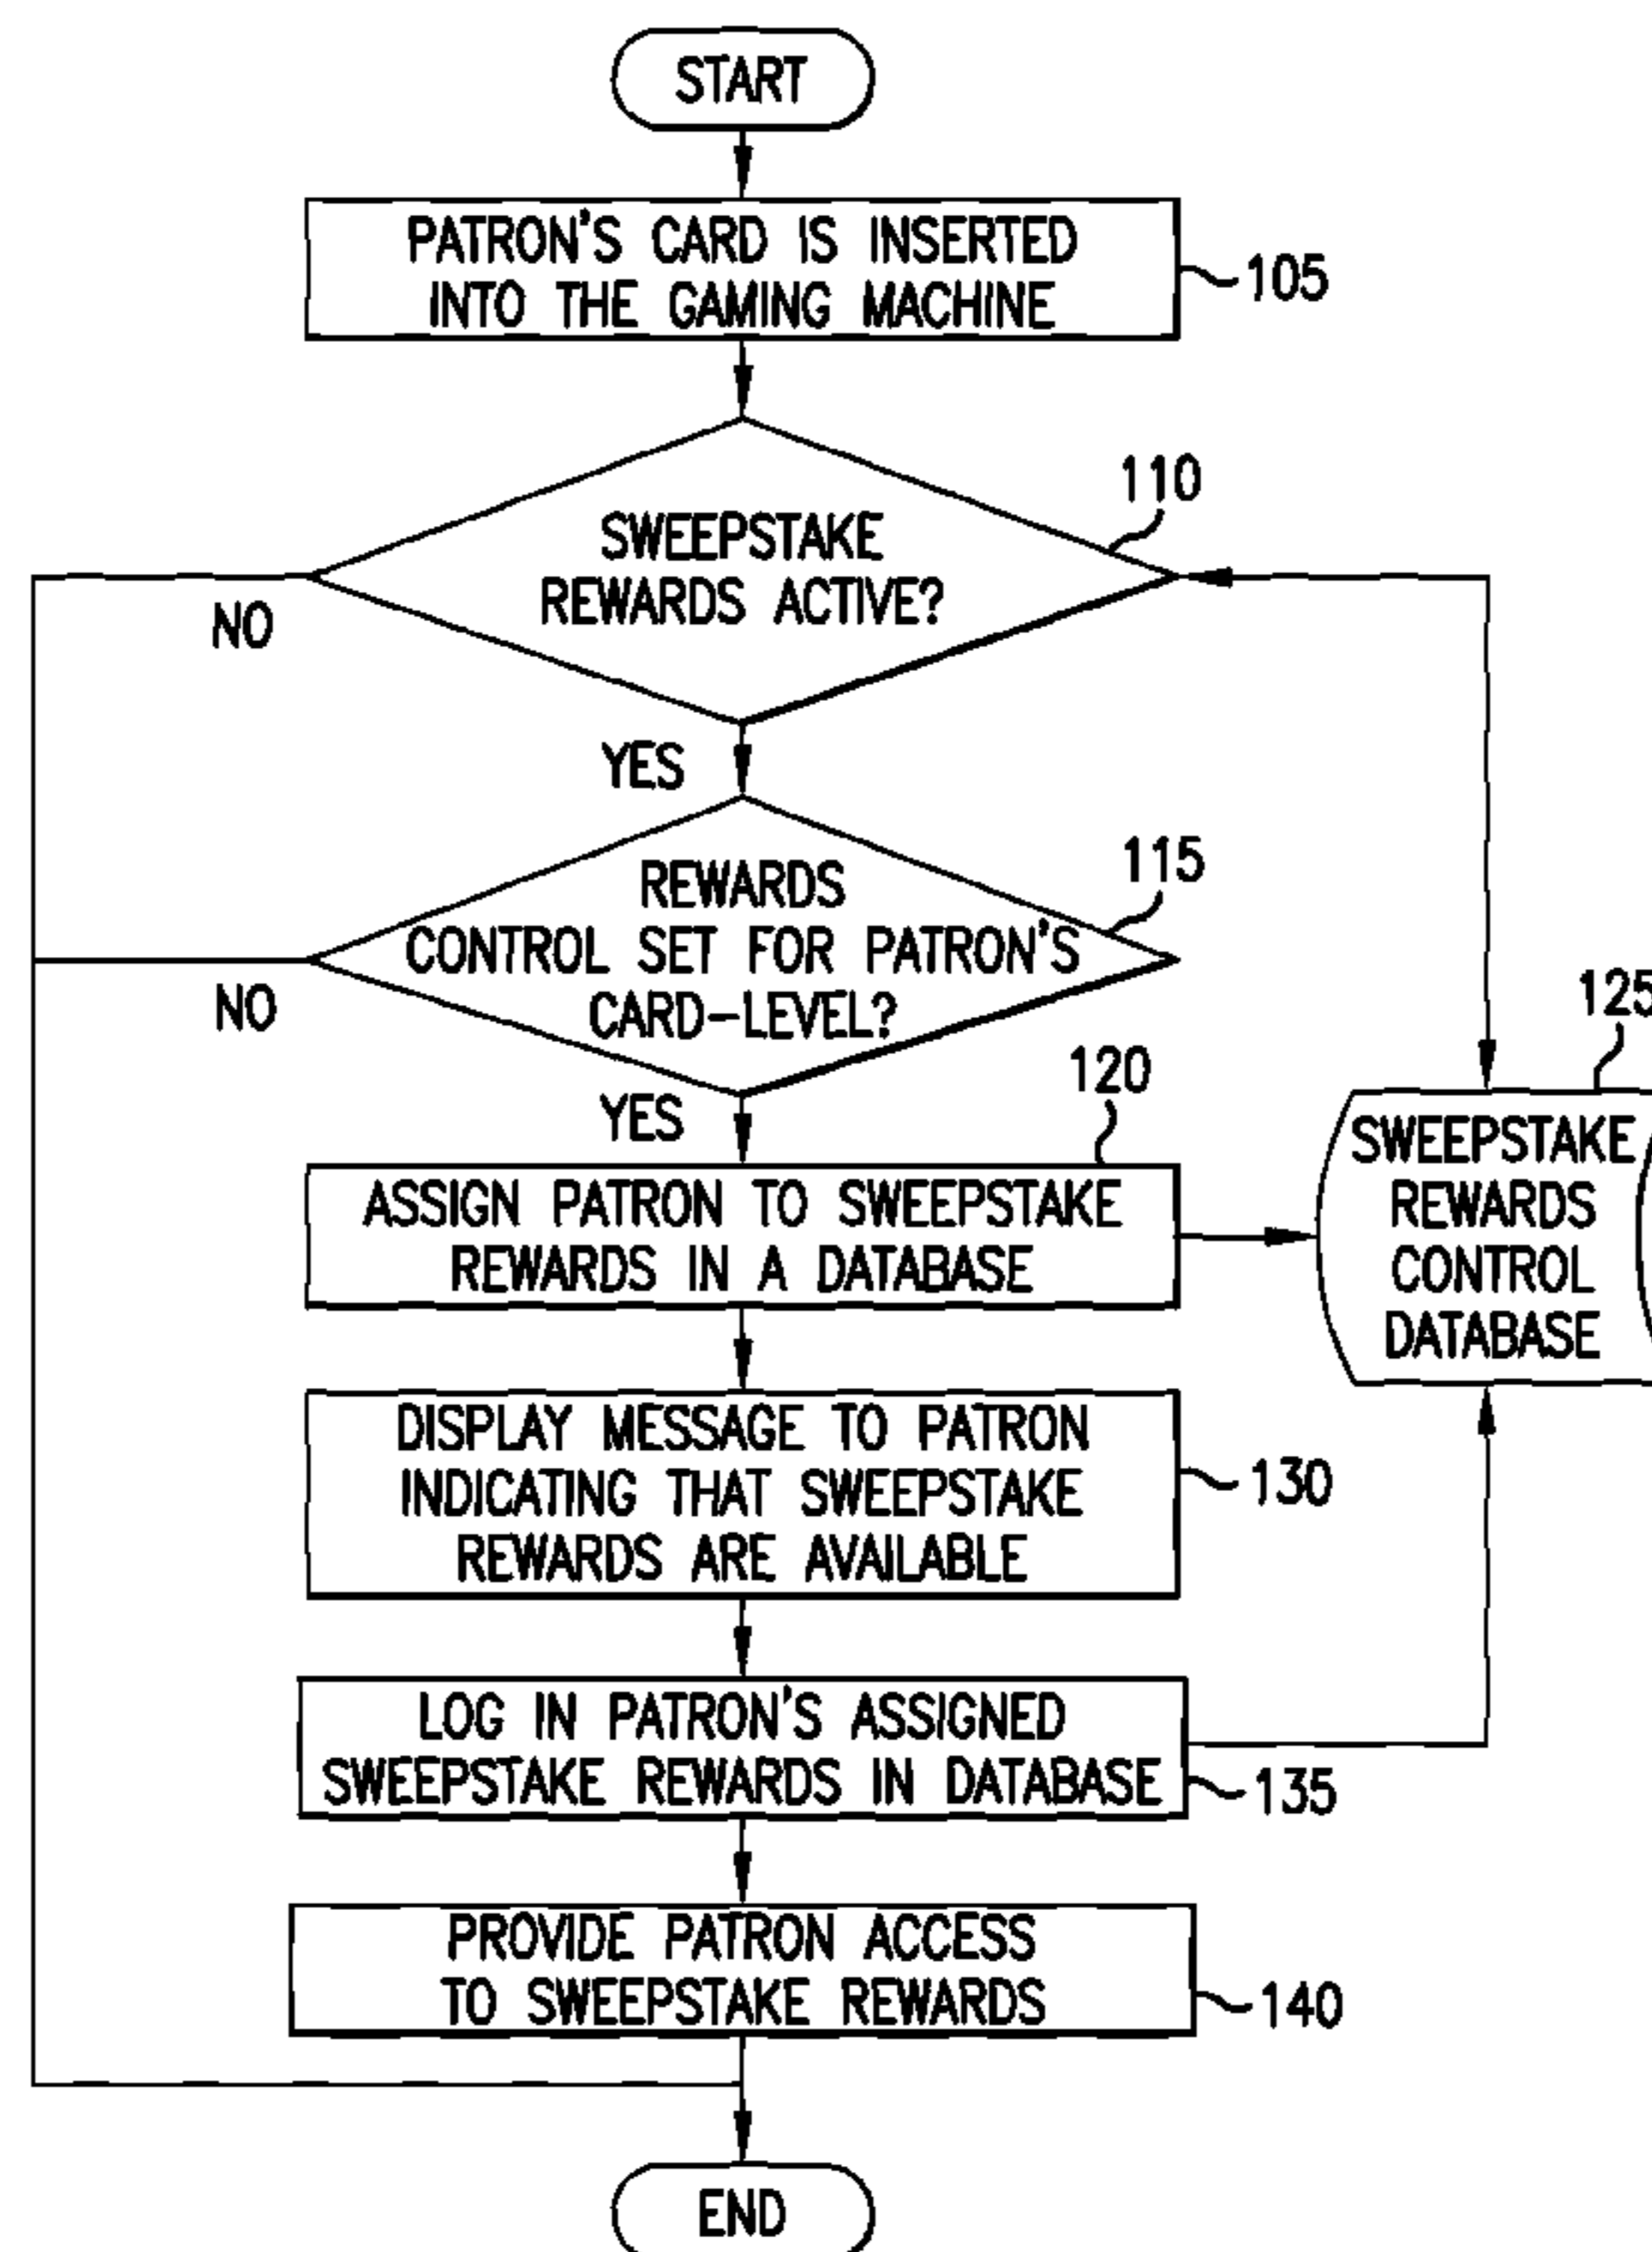 START
PATRON'S CARD IS INSERTED
INTO THE GAMING MACHINE
105
110
SWEEPSTAKE
REWARDS ACTIVE?
NO
YES
115
REWARDS
CONTROL SET FOR PATRON'S
CARD-LEVEL?
NO
YES
120
125
ASSIGN PATRON TO SWEEPSTAKE
REWARDS IN A DATABASE
SWEEPSTAKE
REWARDS
CONTROL
DATABASE
DISPLAY MESSAGE TO PATRON
INDICATING THAT SWEEPSTAKE
REWARDS ARE AVAILABLE
130
LOG IN PATRON'S ASSIGNED
SWEEPSTAKE REWARDS IN DATABASE
135
PROVIDE PATRON ACCESS
TO SWEEPSTAKE REWARDS
140
END